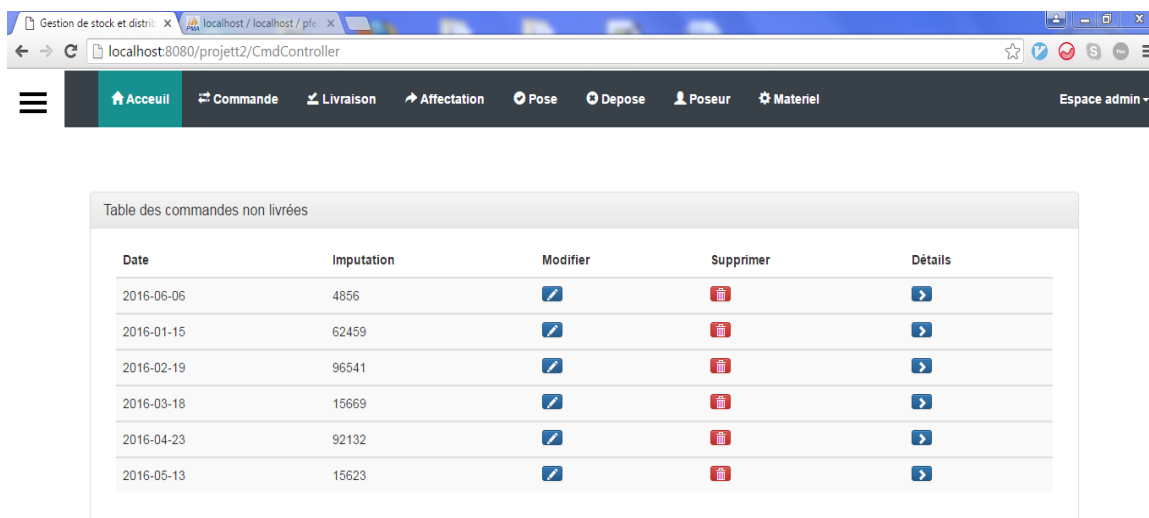 Gestion de stock et distrib
localhost / localhost / pfe
localhost:8080/projett2/CmdController
Acceuil Commande Livraison Affectation Pose Depose Poseur Materiel Espace admin
Table des commandes non livrées
Date Imputation Modifier Supprimer Détails
2016-06-06 4856
2016-01-15 62459
2016-02-19 96541
2016-03-18 15669
2016-04-23 92132
2016-05-13 15623